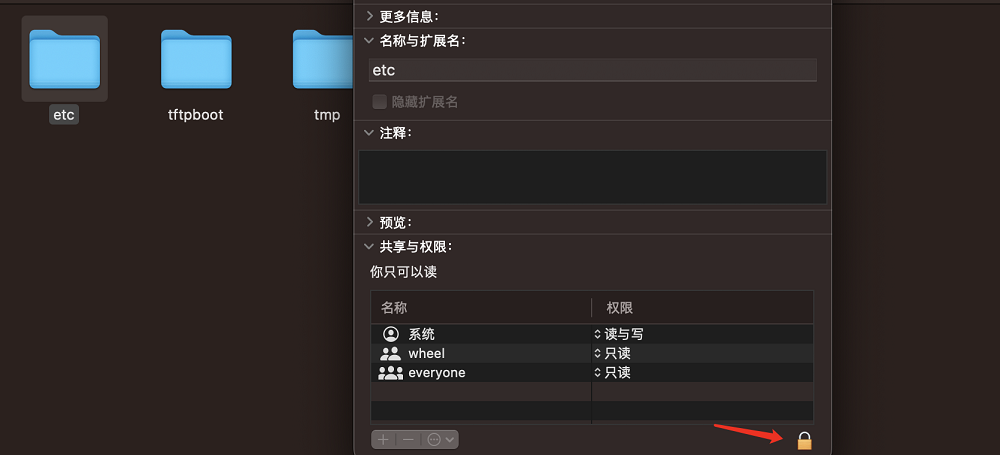 更多信息：
名称与扩展名：
etc
隐藏扩展名
etc
tftpboot
tmp
注释：
预览：
共享与权限：
你只可以读
名称 权限
系统 读与写
wheel 只读
everyone 只读